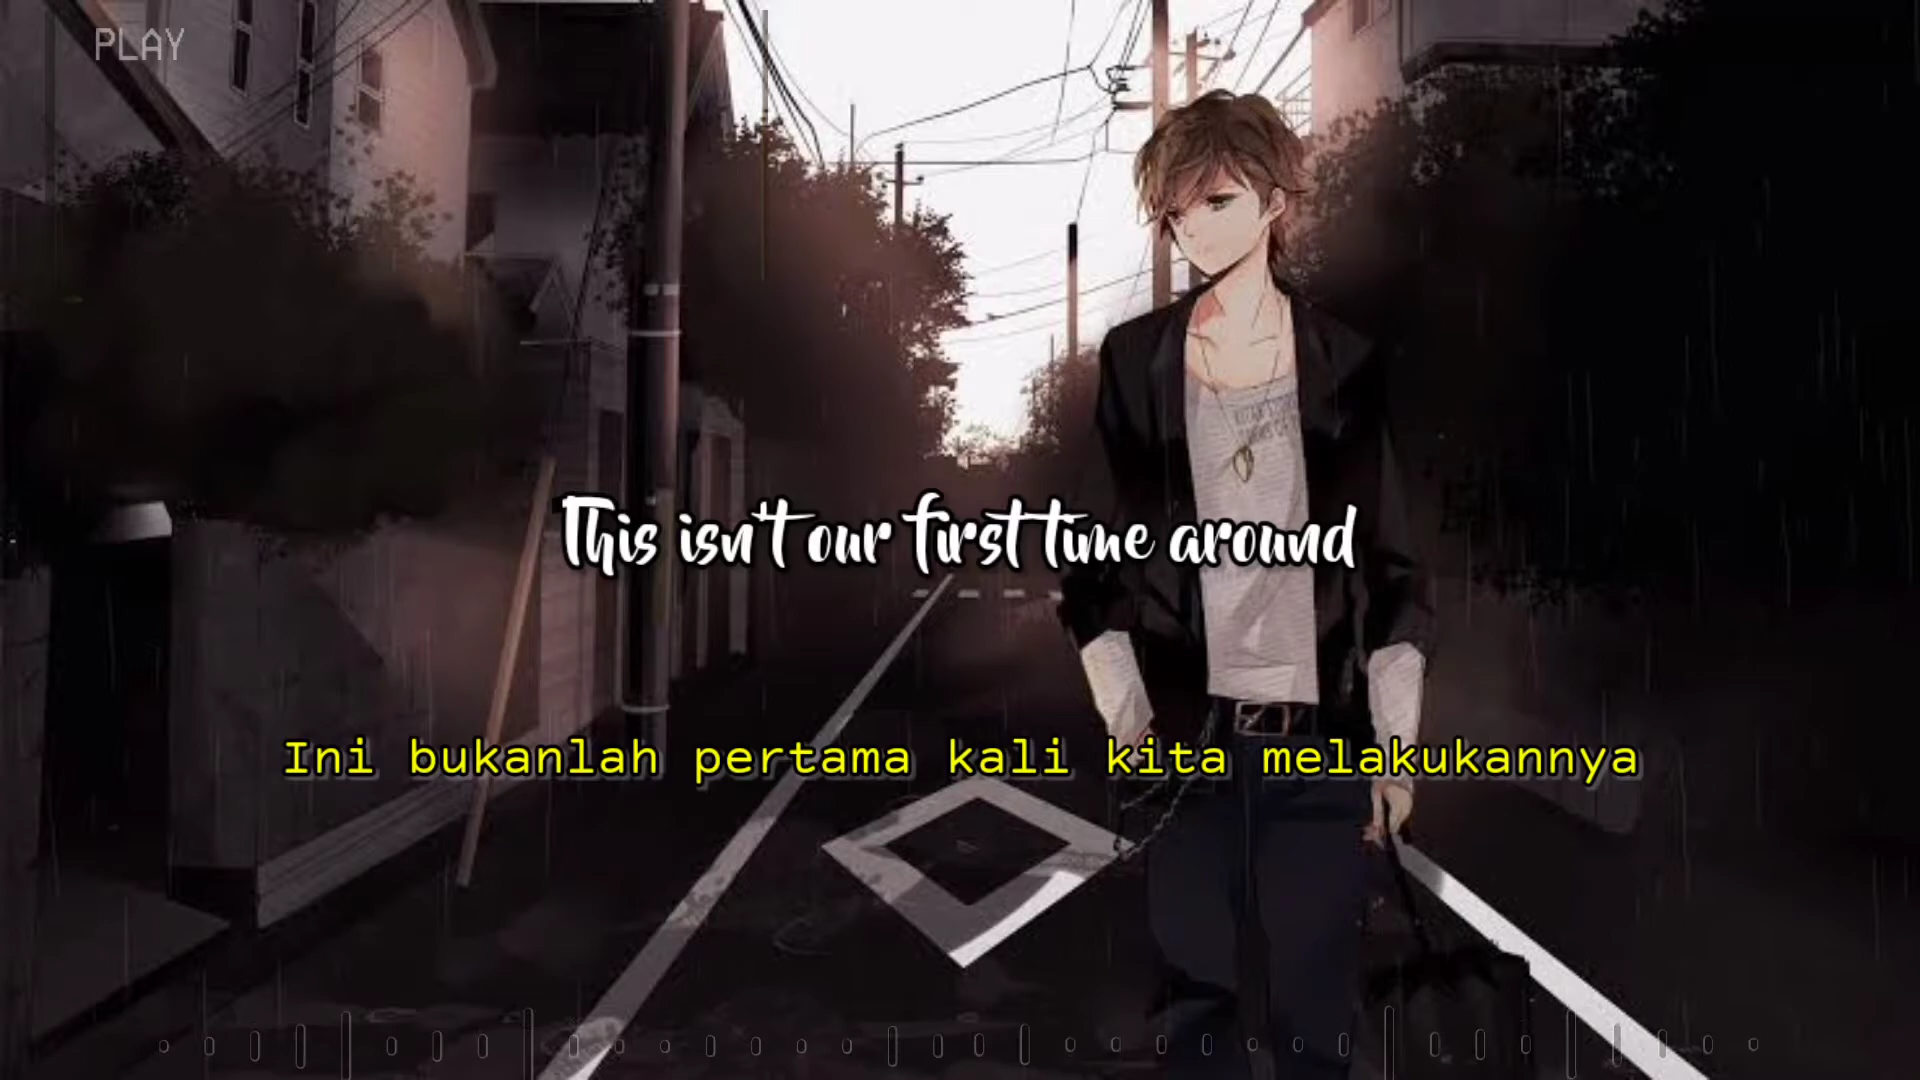 PLAY
This isn't our first time around
Ini bukanlah pertama kali kita melakukannya